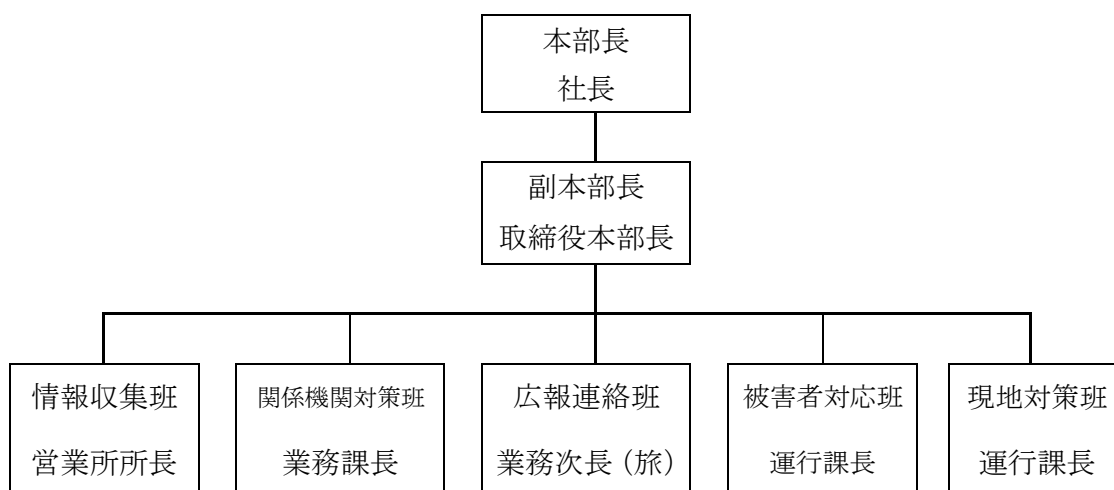 本部長
社長
副本部長
取締役本部長
情報収集班
営業所所長
関係機関対策班
業務課長
広報連絡班
業務次長（旅）
被害者対応班
運行課長
現地対策班
運行課長